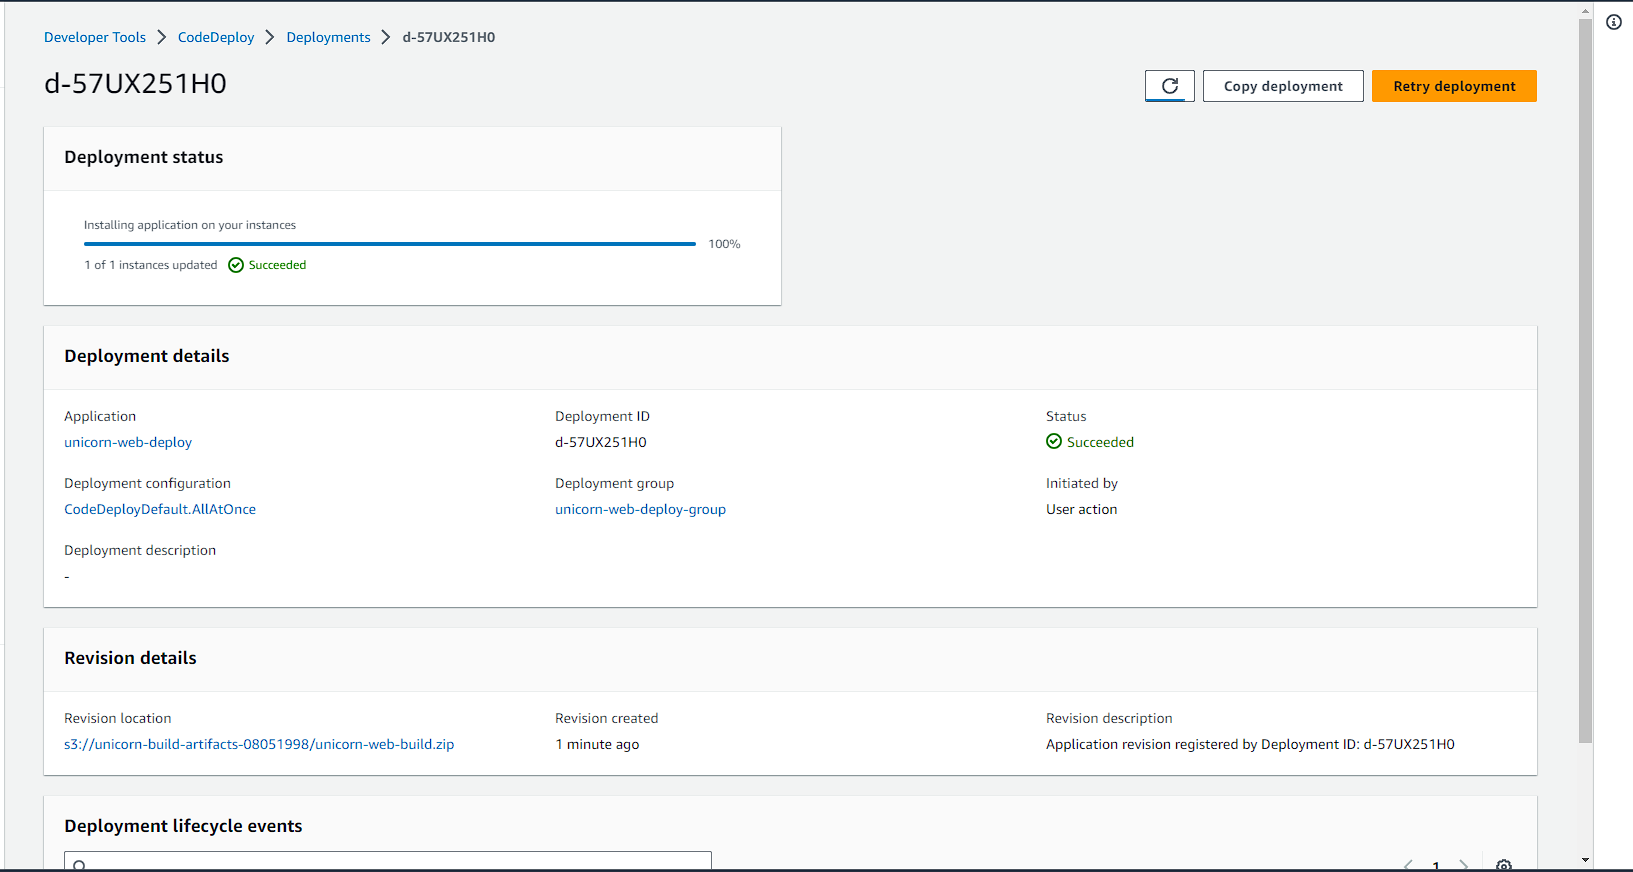 Developer Tools > CodeDeploy > Deployments > d-57UX251H0
d-57UX251H0
Copy deployment
Retry deployment
Deployment status
Installing application on your instances
100%
1 of 1 instances updated Succeeded
Deployment details
Application
unicorn-web-deploy
Deployment ID
d-57UX251H0
Status
Succeeded
Deployment configuration
CodeDeployDefault.AllAtOnce
Deployment group
unicorn-web-deploy-group
Initiated by
User action
Deployment description
-
Revision details
Revision location
s3://unicorn-build-artifacts-08051998/unicorn-web-build.zip
Revision created
1 minute ago
Revision description
Application revision registered by Deployment ID: d-57UX251H0
Deployment lifecycle events
1